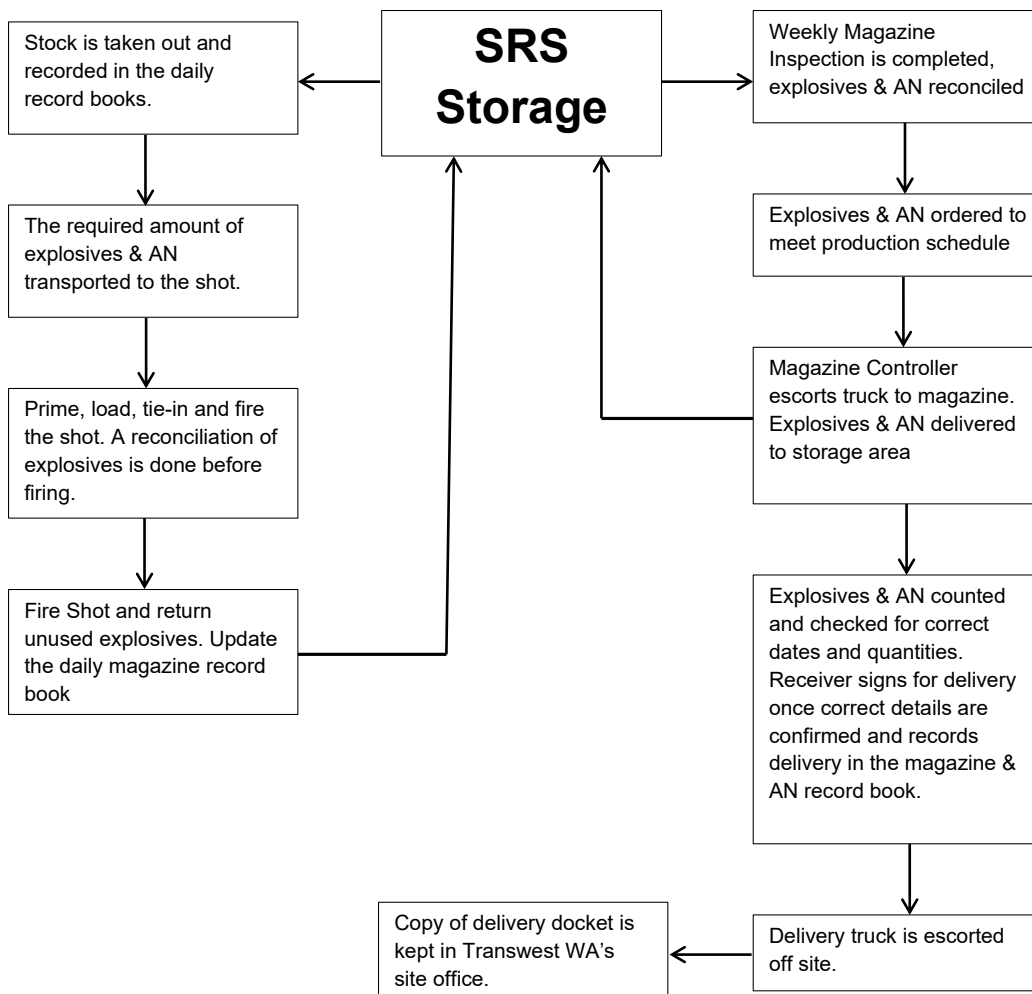 SRS
Storage
Stock is taken out and
recorded in the daily
record books.
The required amount of
explosives & AN
transported to the shot.
Prime, load, tie-in and fire
the shot. A reconciliation of
explosives is done before
firing.
Fire Shot and return
unused explosives. Update
the daily magazine record
book
Weekly Magazine
Inspection is completed,
explosives & AN reconciled
Explosives & AN ordered to
meet production schedule
Magazine Controller
escorts truck to magazine.
Explosives & AN delivered
to storage area
Explosives & AN counted
and checked for correct
dates and quantities.
Receiver signs for delivery
once correct details are
confirmed and records
delivery in the magazine &
AN record book.
Delivery truck is escorted
off site.
Copy of delivery docket is
kept in Transwest WA’s
site office.